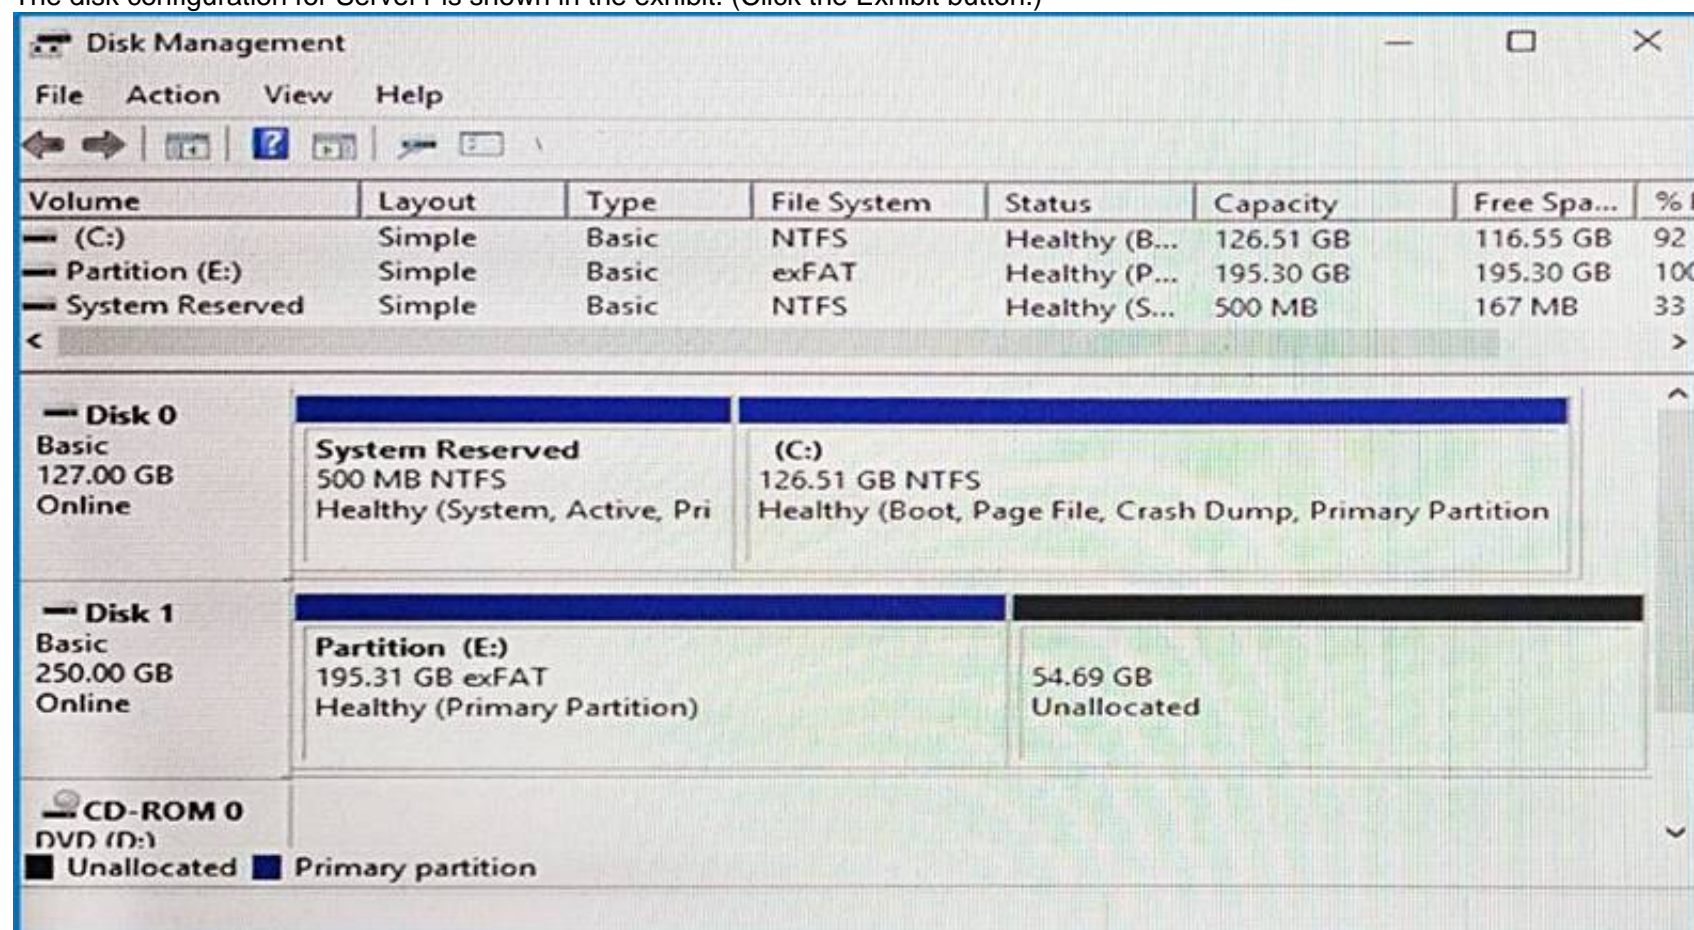 The disk configuration for Server1 is shown in the exhibit. (Click the Exhibit button.)
Disk Management
File Action View Help
Volume Layout Type File System Status Capacity Free Spa... %
(C:) Simple Basic NTFS Healthy (B... 126.51 GB 116.55 GB 92
Partition (E:) Simple Basic exFAT Healthy (P... 195.30 GB 195.30 GB 100
System Reserved Simple Basic NTFS Healthy (S... 500 MB 167 MB 33
Disk 0
Basic
127.00 GB
Online
System Reserved
500 MB NTFS
Healthy (System, Active, Pri
(C:)
126.51 GB NTFS
Healthy (Boot, Page File, Crash Dump, Primary Partition
Disk 1
Basic
250.00 GB
Online
Partition (E:)
195.31 GB exFAT
Healthy (Primary Partition)
54.69 GB
Unallocated
CD-ROM 0
DVD (D:)
Unallocated Primary partition